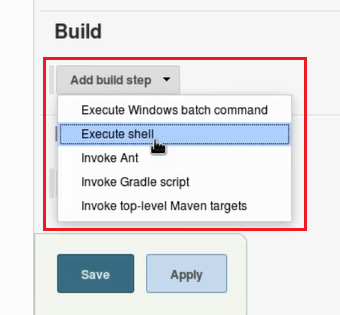 Build
Add build step
Execute Windows batch command
Execute shell
Invoke Ant
Invoke Gradle script
Invoke top-level Maven targets
Save
Apply